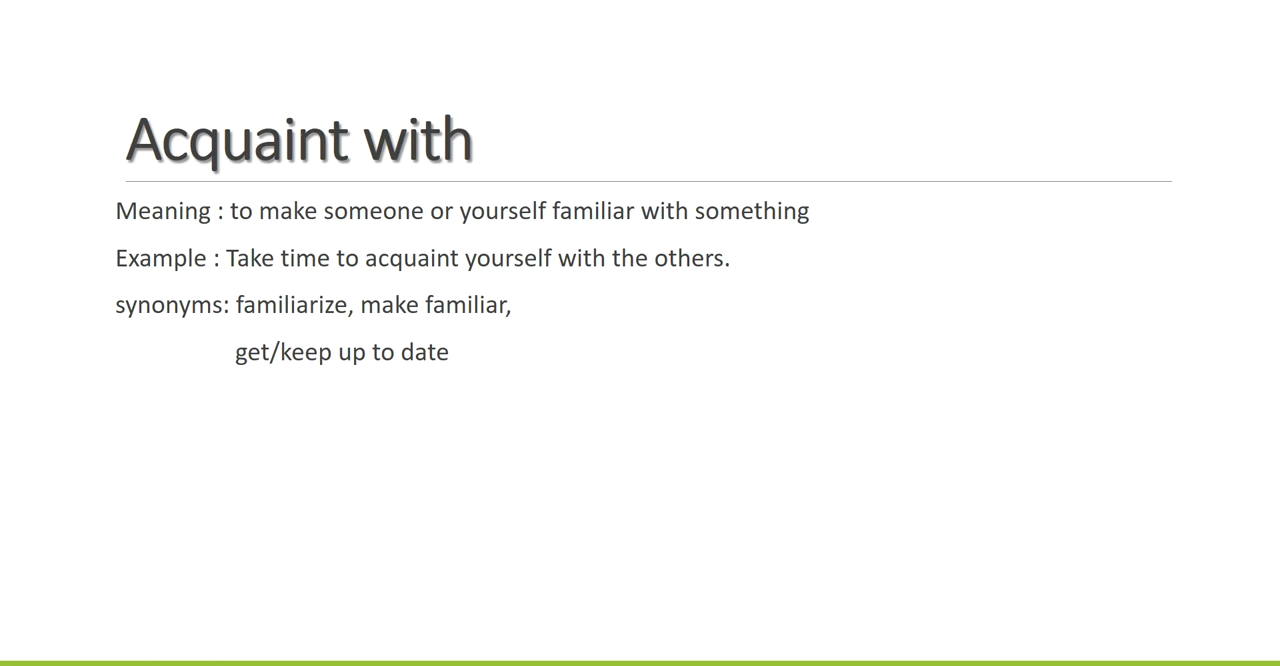 Acquaint with
Meaning : to make someone or yourself familiar with something
Example : Take time to acquaint yourself with the others.
synonyms: familiarize, make familiar,
get/keep up to date